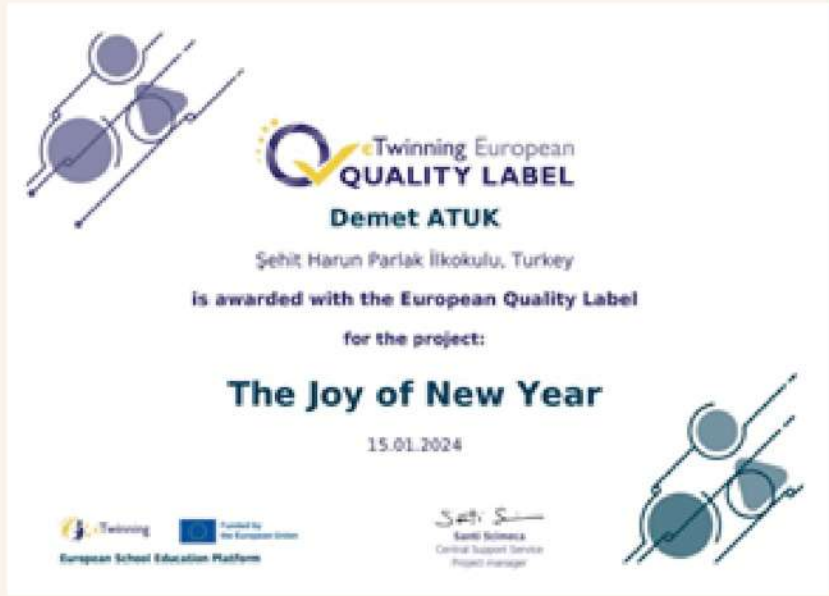 eTwinning European
QUALITY LABEL
Demet ATUK
Şehit Harun Parlak İlkokulu, Turkey
is awarded with the European Quality Label
for the project:
The Joy of New Year
15.01.2024
eTwinning
Funded by
the European Union
European School Education Platform
Santi Scimeca
Central Support Service
Project manager